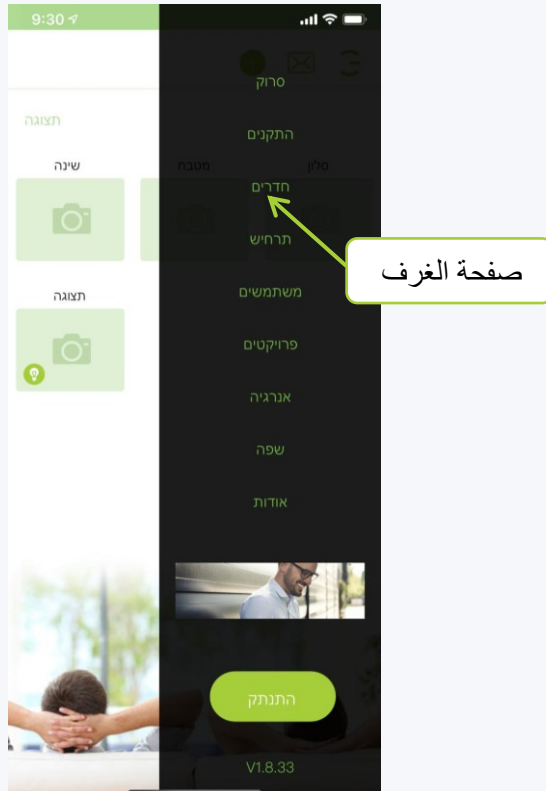 9:30
סרוק
תצוגה
התקנים
שינה
מטבח
סלון
חדרים
תרחיש
صفحة الغرف
תצוגה
משתמשים
פרויקטים
אנרגיה
שפה
אודות
התנתק
V1.8.33